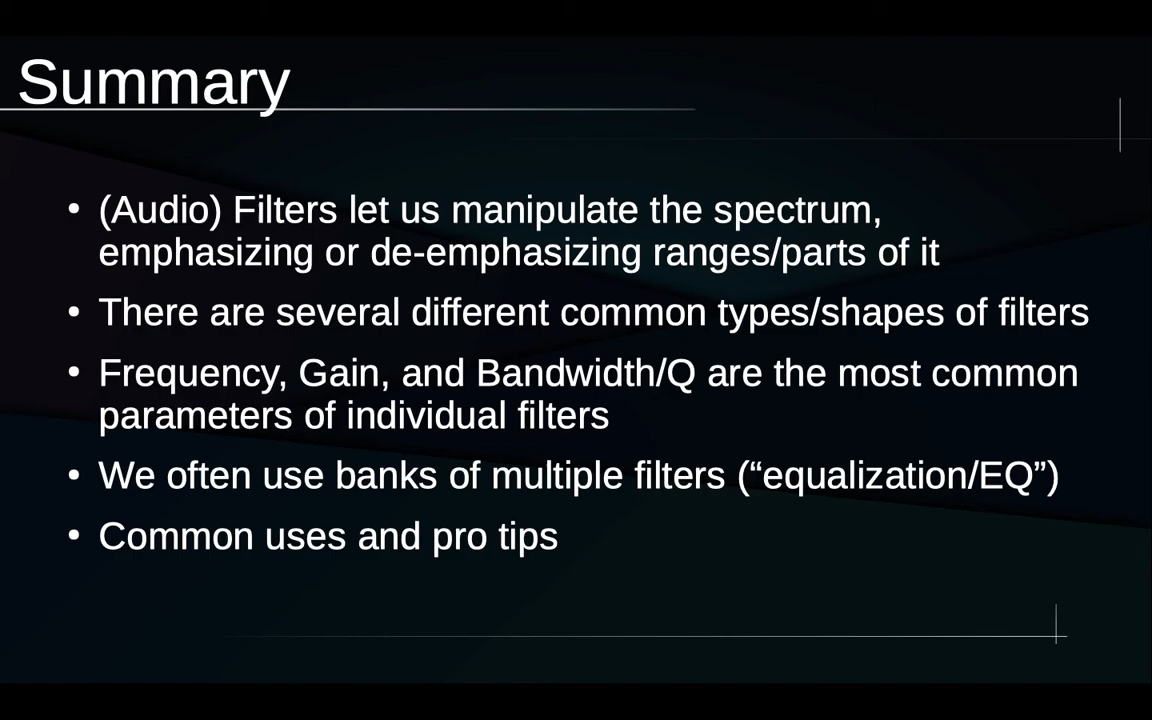 Summary
• (Audio) Filters let us manipulate the spectrum,
emphasizing or de-emphasizing ranges/parts of it
• There are several different common types/shapes of filters
• Frequency, Gain, and Bandwidth/Q are the most common
parameters of individual filters
• We often use banks of multiple filters (“equalization/EQ”)
• Common uses and pro tips